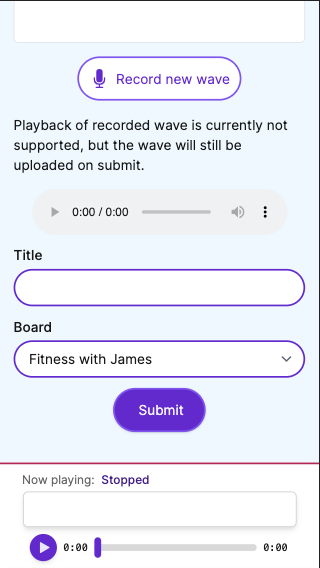 Record new wave
Playback of recorded wave is currently not
supported, but the wave will still be
uploaded on submit.
0:00 / 0:00
Title
Board
Fitness with James
Submit
Now playing: Stopped
0:00 0:00